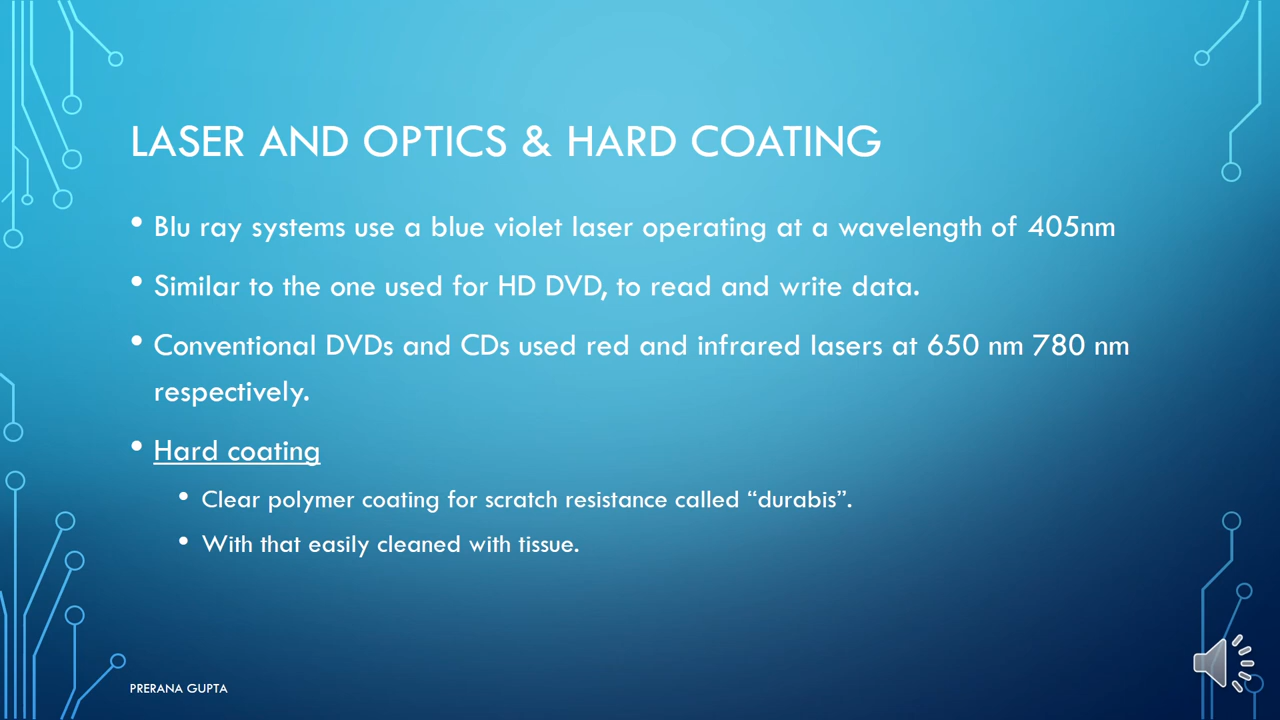 LASER AND OPTICS & HARD COATING
• Blu ray systems use a blue violet laser operating at a wavelength of 405nm
• Similar to the one used for HD DVD, to read and write data.
• Conventional DVDs and CDs used red and infrared lasers at 650 nm 780 nm
respectively.
• Hard coating
• Clear polymer coating for scratch resistance called “durabis”.
• With that easily cleaned with tissue.
PRERANA GUPTA